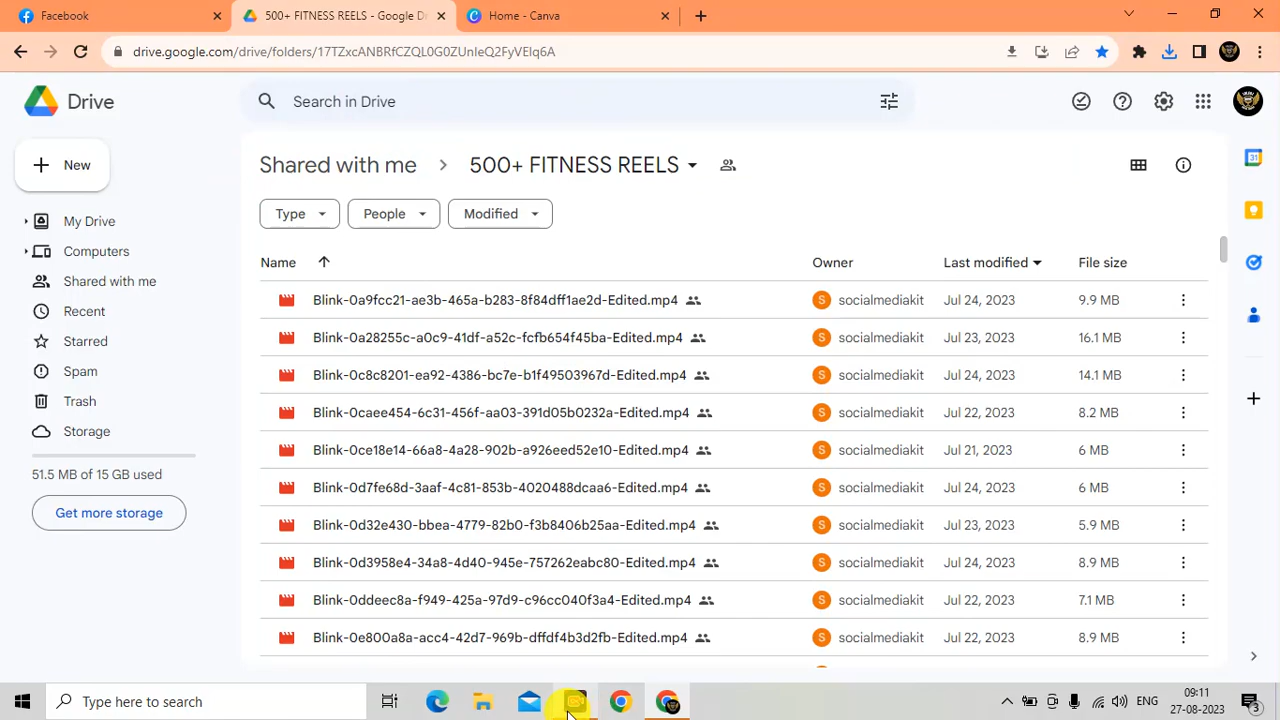 Facebook
500+ FITNESS REELS - Google D
Home - Canva
drive.google.com/drive/folders/17TZxcANBRfCZQL0G0ZUnIeQ2FyVEIq6A
Drive
Search in Drive
New
Shared with me
500+ FITNESS REELS
Type
People
Modified
My Drive
Computers
Shared with me
Recent
Starred
Spam
Trash
Storage
51.5 MB of 15 GB used
Get more storage
Name Owner Last modified File size
Blink-0a9fcc21-ae3b-465a-b283-8f84dff1ae2d-Edited.mp4 S socialmediakit Jul 24, 2023 9.9 MB
Blink-0a28255c-a0c9-41df-a52c-fcfb654f45ba-Edited.mp4 S socialmediakit Jul 23, 2023 16.1 MB
Blink-0c8c8201-ea92-4386-bc7e-b1f49503967d-Edited.mp4 S socialmediakit Jul 24, 2023 14.1 MB
Blink-0caee454-6c31-456f-aa03-391d05b0232a-Edited.mp4 S socialmediakit Jul 22, 2023 8.2 MB
Blink-0ce18e14-66a8-4a28-902b-a926eed52e10-Edited.mp4 S socialmediakit Jul 21, 2023 6 MB
Blink-0d7fe68d-3aaf-4c81-853b-4020488dcaa6-Edited.mp4 S socialmediakit Jul 24, 2023 6 MB
Blink-0d32e430-bbea-4779-82b0-f3b8406b25aa-Edited.mp4 S socialmediakit Jul 23, 2023 5.9 MB
Blink-0d3958e4-34a8-4d40-945e-757262eabc80-Edited.mp4 S socialmediakit Jul 24, 2023 8.9 MB
Blink-0ddeec8a-f949-425a-97d9-c96cc040f3a4-Edited.mp4 S socialmediakit Jul 22, 2023 7.1 MB
Blink-0e800a8a-acc4-42d7-969b-dffdf4b3d2fb-Edited.mp4 S socialmediakit Jul 22, 2023 8.9 MB
31
Type here to search
ENG
09:11
27-08-2023
3